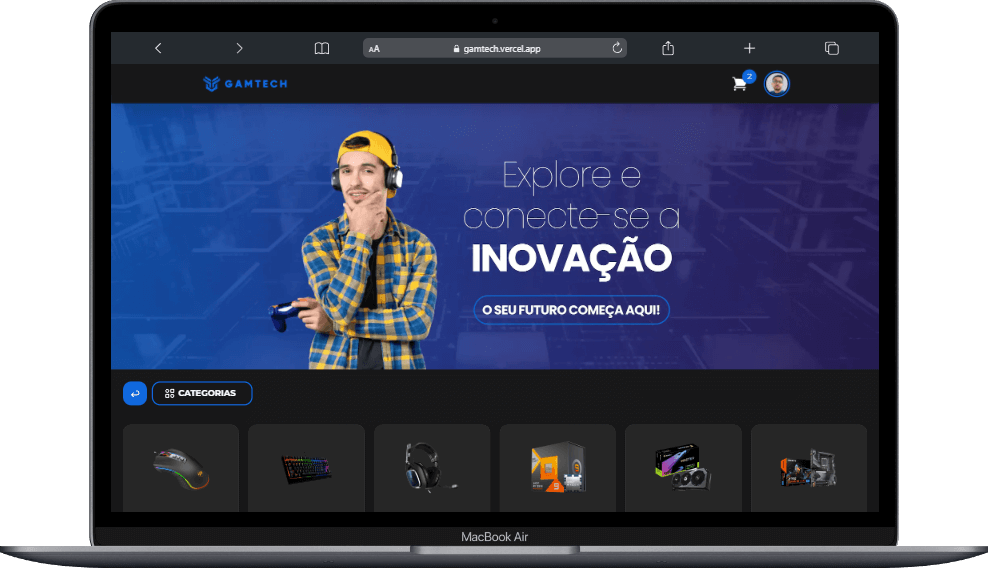 AA
gamtech.vercel.app
GAMTECH
2
Explore e
conecte-se a
INOVAÇÃO
O SEU FUTURO COMEÇA AQUI!
CATEGORIAS
MacBook Air